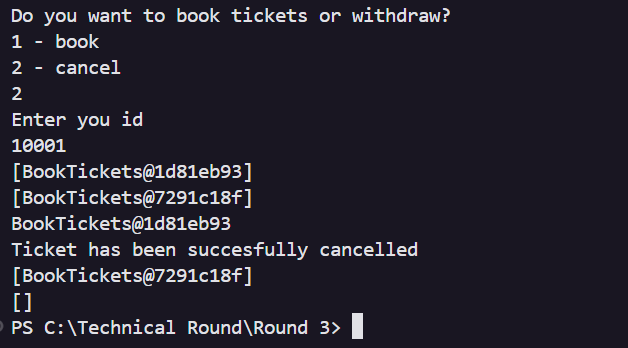 Do you want to book tickets or withdraw?
1 - book
2 - cancel
2
Enter you id
10001
[BookTickets@1d81eb93]
[BookTickets@7291c18f]
BookTickets@1d81eb93
Ticket has been succesfully cancelled
[BookTickets@7291c18f]
[]
PS C:\Technical Round\Round 3>